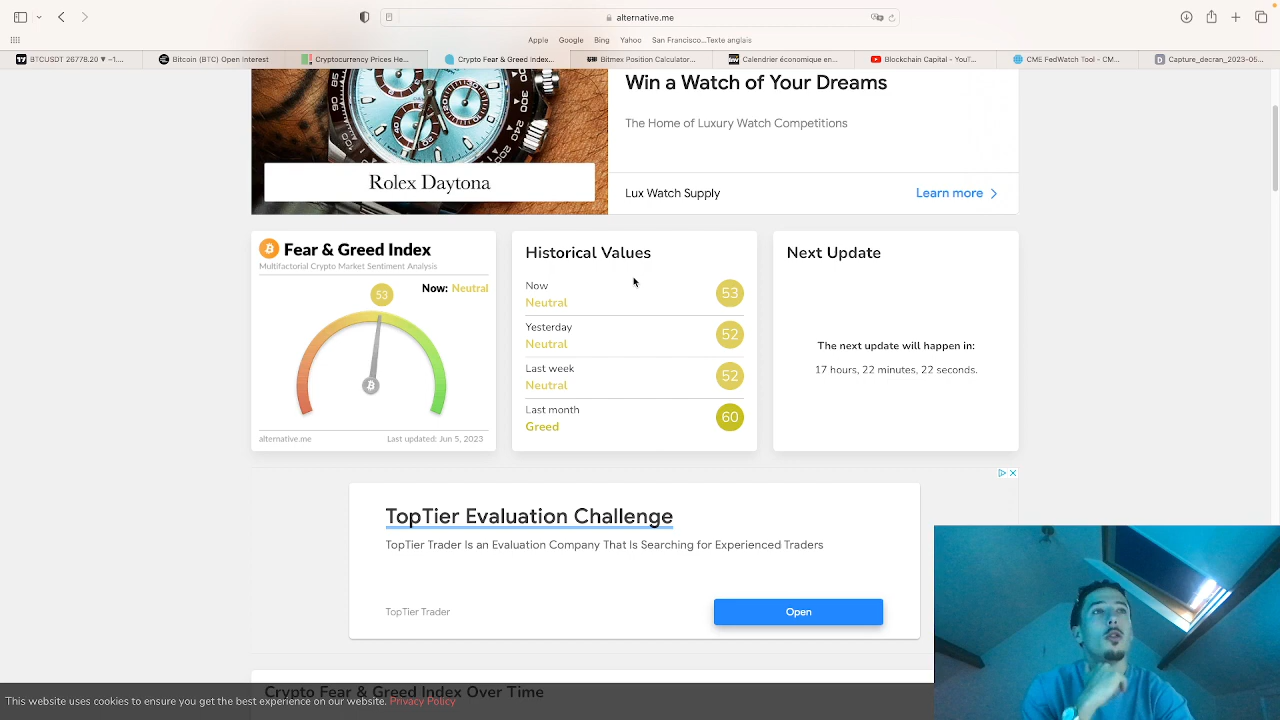 alternative.me
Apple Google Bing Yahoo San Francisco...Texte anglais
BTCUSDT 26778.20 ▼ −1....
Bitcoin (BTC) Open Interest
Cryptocurrency Prices He...
Crypto Fear & Greed Index...
Bitmex Position Calculator...
Calendrier économique en...
Blockchain Capital - YouT...
CME FedWatch Tool - CM...
Capture_decran_2023-05...
Win a Watch of Your Dreams
The Home of Luxury Watch Competitions
Rolex Daytona
Lux Watch Supply
Learn more
Fear & Greed Index
Multifactorial Crypto Market Sentiment Analysis
Now: Neutral
53
alternative.me
Last updated: Jun 5, 2023
Historical Values
Now
Neutral
53
Yesterday
Neutral
52
Last week
Neutral
52
Last month
Greed
60
Next Update
The next update will happen in:
17 hours, 22 minutes, 22 seconds.
TopTier Evaluation Challenge
TopTier Trader Is an Evaluation Company That Is Searching for Experienced Traders
TopTier Trader
Open
Crypto Fear & Greed Index Over Time
This website uses cookies to ensure you get the best experience on our website. Privacy Policy